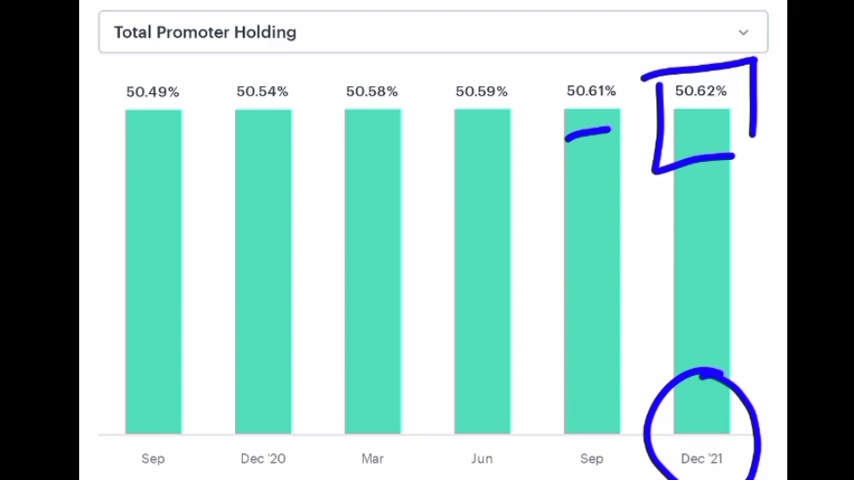 Total Promoter Holding
50.49% 50.54% 50.58% 50.59% 50.61% 50.62%
Sep Dec '20 Mar Jun Sep Dec '21